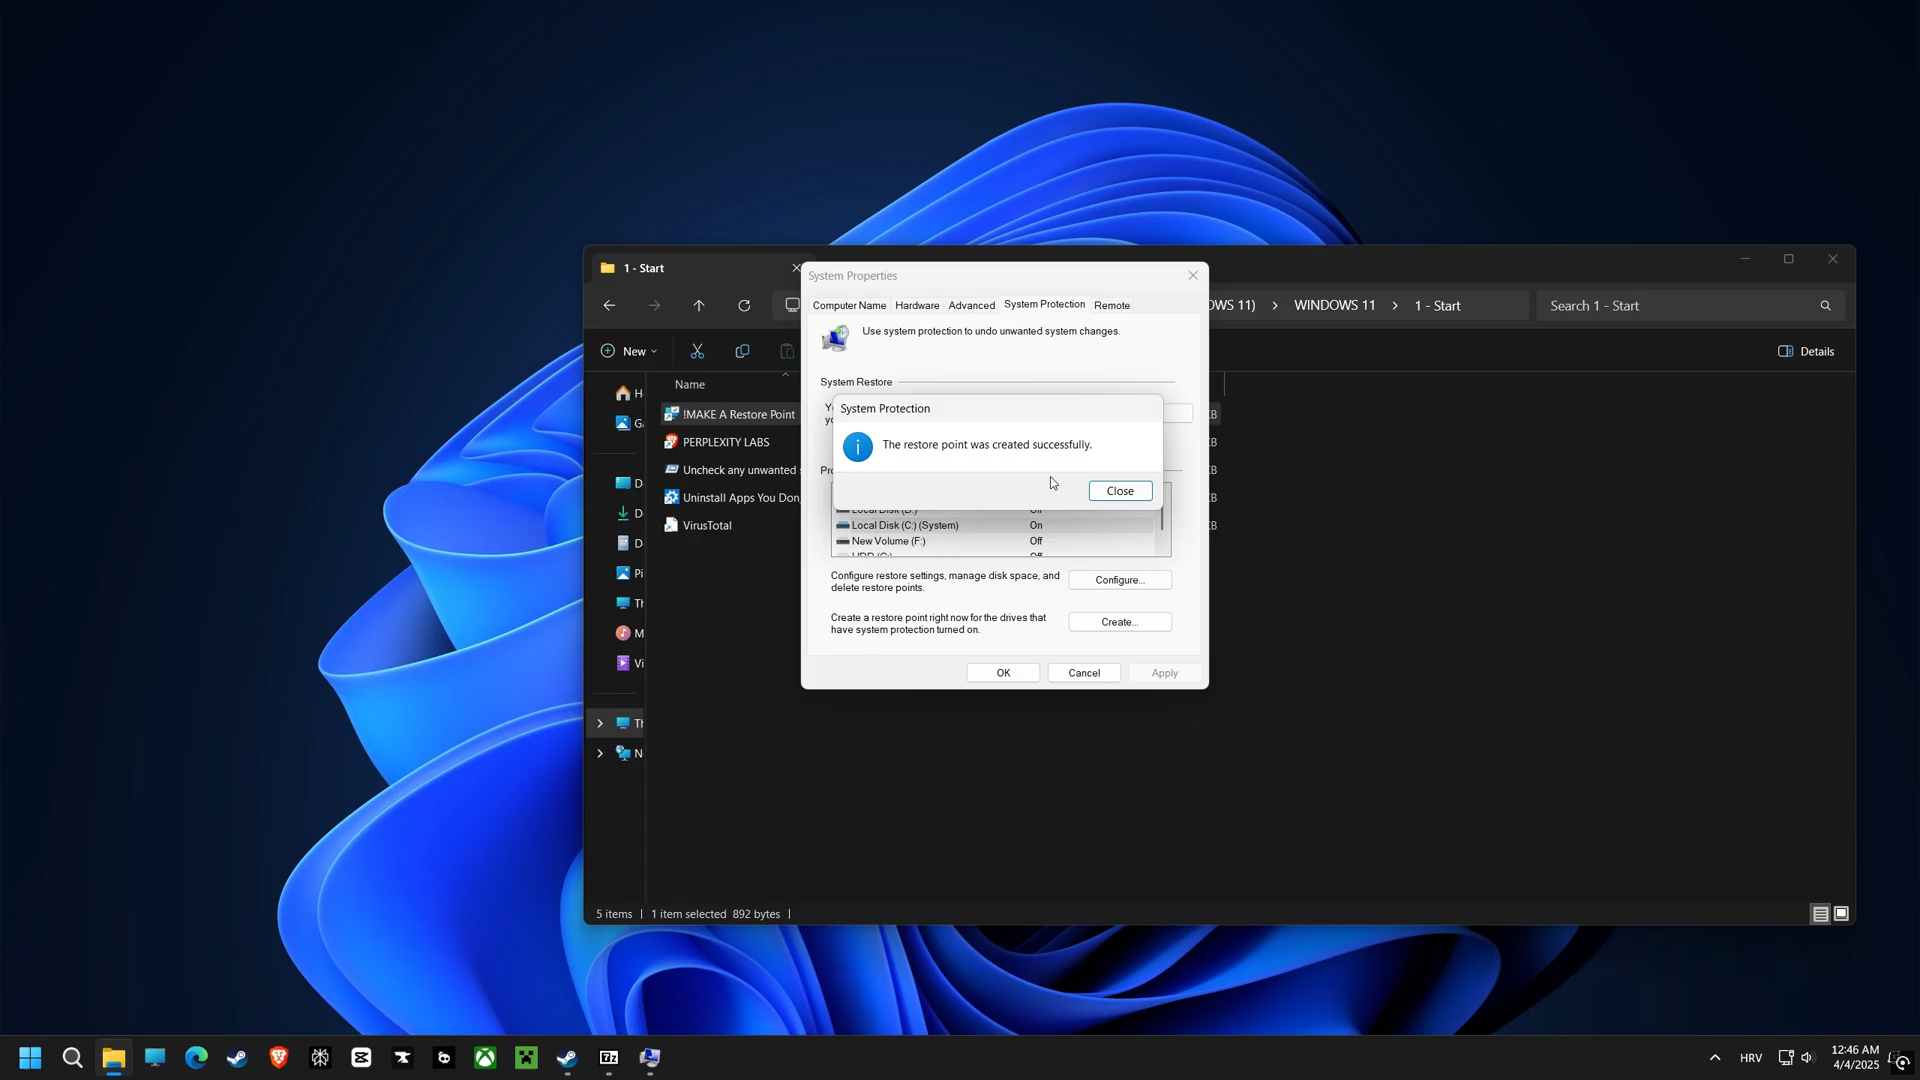 1 - Start
System Properties
OWS 11) > WINDOWS 11 > 1 - Start
Search 1 - Start
Computer Name
Hardware
Advanced
System Protection
Remote
Use system protection to undo unwanted system changes.
New
Details
Name
System Restore
!MAKE A Restore Point
PERPLEXITY LABS
Uncheck any unwanted s
Uninstall Apps You Don
VirusTotal
System Protection
The restore point was created successfully.
Close
Local Disk (C:) (System) On
New Volume (F:) Off
Configure restore settings, manage disk space, and
delete restore points.
Configure...
Create a restore point right now for the drives that
have system protection turned on.
Create...
OK
Cancel
Apply
5 items
1 item selected 892 bytes
HRV
12:46 AM
4/4/2025